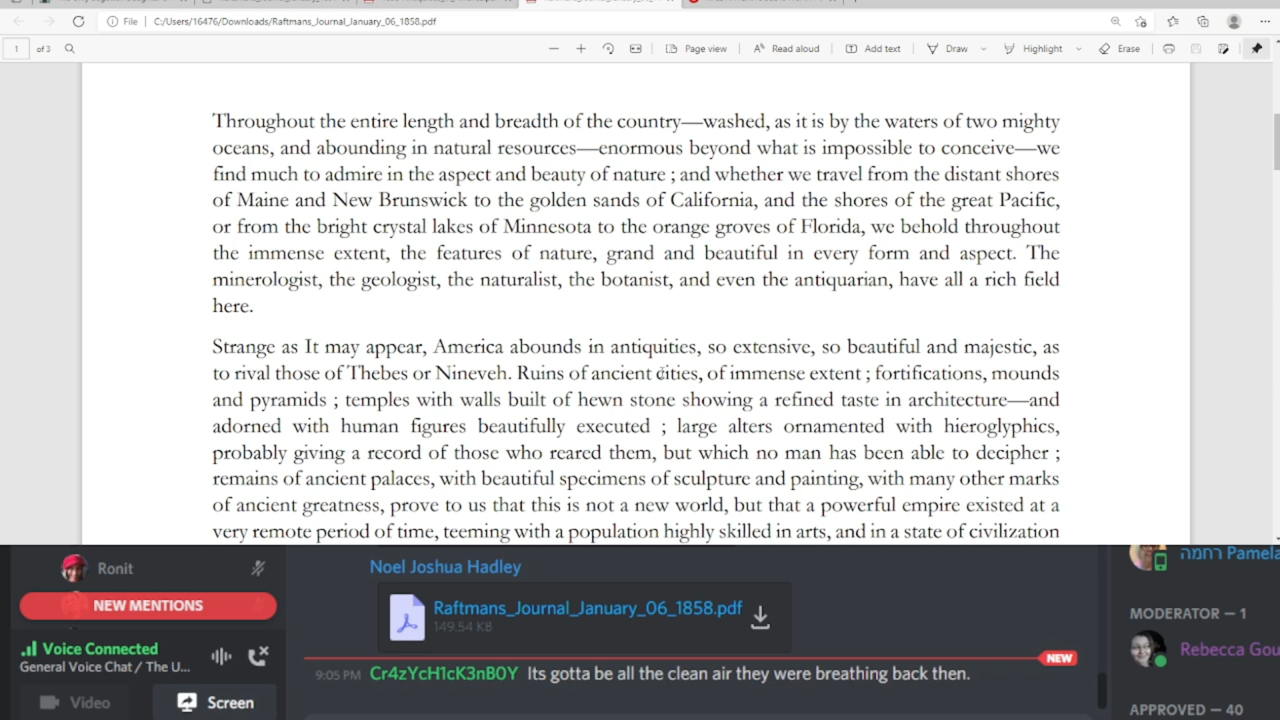 File
C:/Users/16476/Downloads/Raftmans_Journal_January_06_1858.pdf
1 of 3
Page view
Read aloud
Add text
Draw
Highlight
Erase
Throughout the entire length and breadth of the country—washed, as it is by the waters of two mighty
oceans, and abounding in natural resources—enormous beyond what is impossible to conceive—we
find much to admire in the aspect and beauty of nature ; and whether we travel from the distant shores
of Maine and New Brunswick to the golden sands of California, and the shores of the great Pacific,
or from the bright crystal lakes of Minnesota to the orange groves of Florida, we behold throughout
the immense extent, the features of nature, grand and beautiful in every form and aspect. The
minerologist, the geologist, the naturalist, the botanist, and even the antiquarian, have all a rich field
here.
Strange as It may appear, America abounds in antiquities, so extensive, so beautiful and majestic, as
to rival those of Thebes or Nineveh. Ruins of ancient cities, of immense extent ; fortifications, mounds
and pyramids ; temples with walls built of hewn stone showing a refined taste in architecture—and
adorned with human figures beautifully executed ; large alters ornamented with hieroglyphics,
probably giving a record of those who reared them, but which no man has been able to decipher ;
remains of ancient palaces, with beautiful specimens of sculpture and painting, with many other marks
of ancient greatness, prove to us that this is not a new world, but that a powerful empire existed at a
very remote period of time, teeming with a population highly skilled in arts, and in a state of civilization
Ronit
NEW MENTIONS
Voice Connected
General Voice Chat / The U...
Video
Screen
Noel Joshua Hadley
Raftmans_Journal_January_06_1858.pdf
149.54 KB
NEW
9:05 PM Cr4zYcH1cK3nB0Y Its gotta be all the clean air they were breathing back then.
רחמה Pamela
MODERATOR — 1
Rebecca Gou
APPROVED — 40